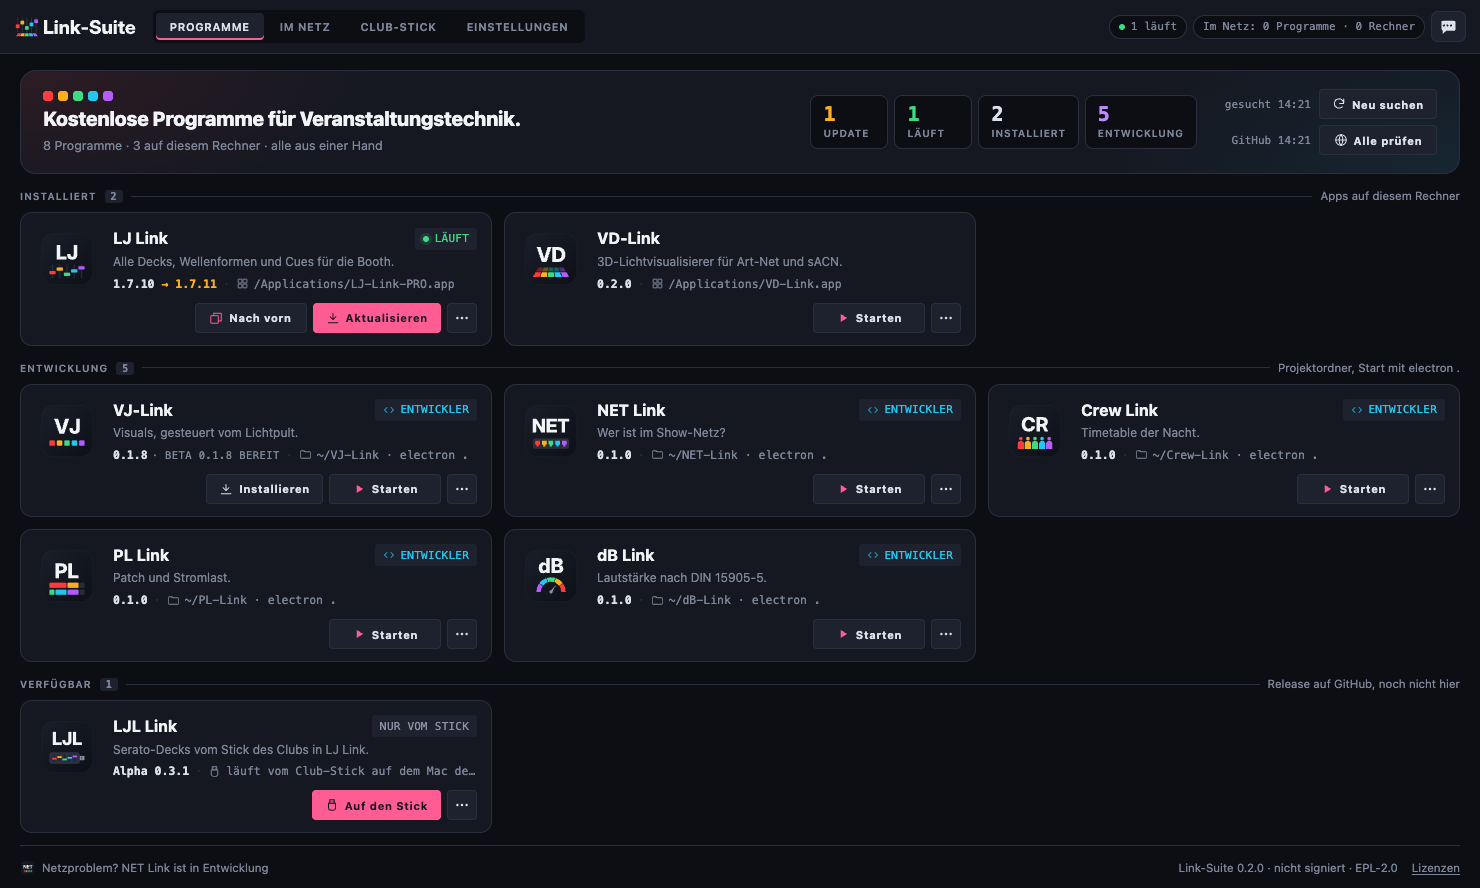 Link-Suite PROGRAMME IM NETZ CLUB-STICK EINSTELLUNGEN 1 läuft Im Netz: 0 Programme · 0 Rechner
Kostenlose Programme für Veranstaltungstechnik.
8 Programme · 3 auf diesem Rechner · alle aus einer Hand
1 UPDATE
1 LÄUFT
2 INSTALLIERT
5 ENTWICKLUNG
gesucht 14:21 Neu suchen
GitHub 14:21 Alle prüfen
INSTALLIERT 2 Apps auf diesem Rechner
LJ
LJ Link LÄUFT
Alle Decks, Wellenformen und Cues für die Booth.
1.7.10 → 1.7.11 · /Applications/LJ-Link-PRO.app
Nach vorn Aktualisieren ···
VD
VD-Link
3D-Lichtvisualisierer für Art-Net und sACN.
0.2.0 · /Applications/VD-Link.app
Starten ···
ENTWICKLUNG 5 Projektordner, Start mit electron .
VJ
VJ-Link <> ENTWICKLER
Visuals, gesteuert vom Lichtpult.
0.1.8 · BETA 0.1.8 BEREIT · ~/VJ-Link · electron .
Installieren Starten ···
NET
NET Link <> ENTWICKLER
Wer ist im Show-Netz?
0.1.0 · ~/NET-Link · electron .
Starten ···
CR
Crew Link <> ENTWICKLER
Timetable der Nacht.
0.1.0 · ~/Crew-Link · electron .
Starten ···
PL
PL Link <> ENTWICKLER
Patch und Stromlast.
0.1.0 · ~/PL-Link · electron .
Starten ···
dB
dB Link <> ENTWICKLER
Lautstärke nach DIN 15905-5.
0.1.0 · ~/dB-Link · electron .
Starten ···
VERFÜGBAR 1 Release auf GitHub, noch nicht hier
LJL
LJL Link NUR VOM STICK
Serato-Decks vom Stick des Clubs in LJ Link.
Alpha 0.3.1 · läuft vom Club-Stick auf dem Mac de…
Auf den Stick ···
NET Netzproblem? NET Link ist in Entwicklung Link-Suite 0.2.0 · nicht signiert · EPL-2.0 Lizenzen